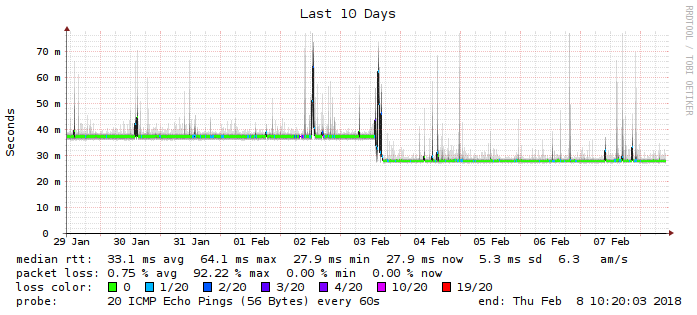 Last 10 Days
RRDTOOL / TOBI OETIKER
Seconds
70 m
60 m
50 m
40 m
30 m
20 m
10 m
0
29 Jan 30 Jan 31 Jan 01 Feb 02 Feb 03 Feb 04 Feb 05 Feb 06 Feb 07 Feb
median rtt: 33.1 ms avg 64.1 ms max 27.9 ms min 27.9 ms now 5.3 ms sd 6.3 am/s
packet loss: 0.75 % avg 92.22 % max 0.00 % min 0.00 % now
loss color: 0 1/20 2/20 3/20 4/20 10/20 19/20
probe: 20 ICMP Echo Pings (56 Bytes) every 60s end: Thu Feb 8 10:20:03 2018